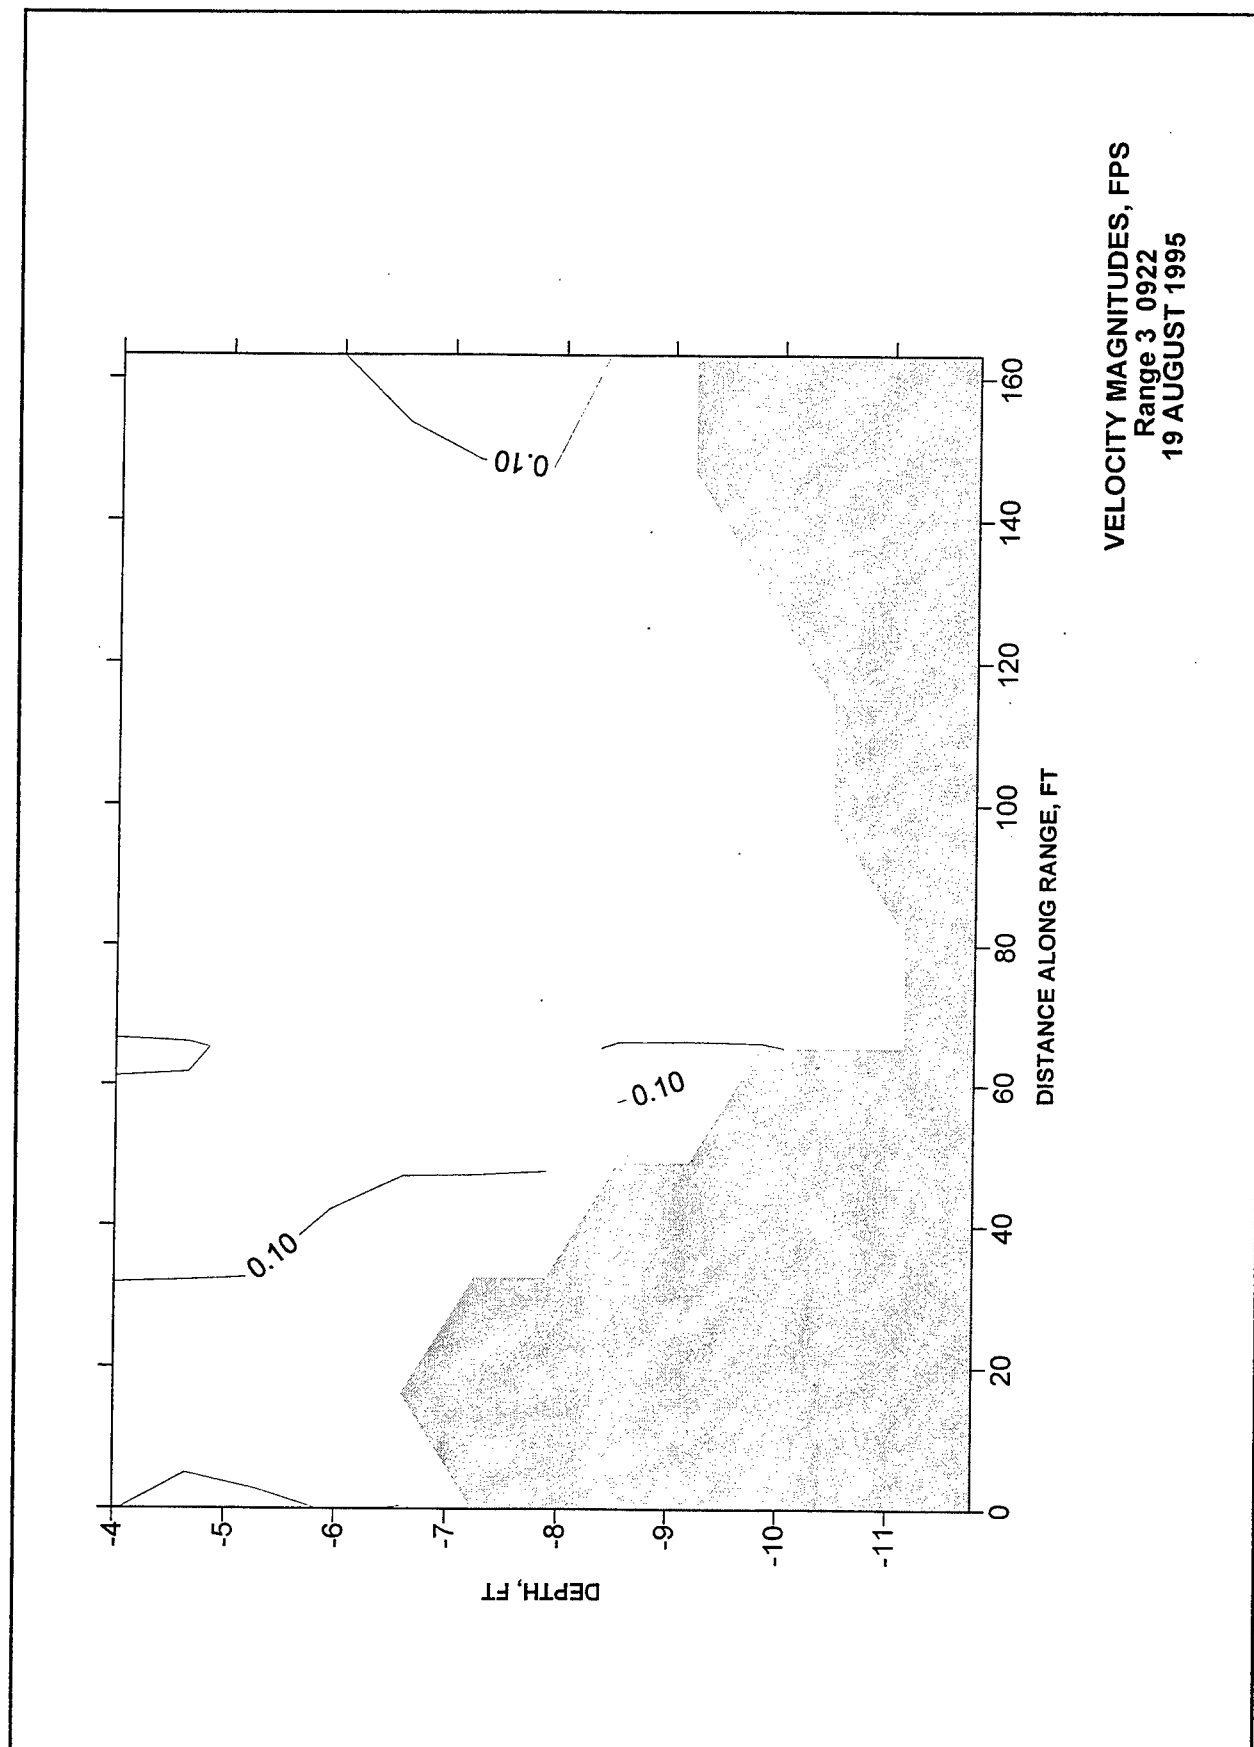 DEPTH, FT
-4
-5
-6
-7
-8
-9
-10
-11
0.10
0.10
0.10
0 20 40 60 80 100 120 140 160
DISTANCE ALONG RANGE, FT
VELOCITY MAGNITUDES, FPS
Range 3 0922
19 AUGUST 1995